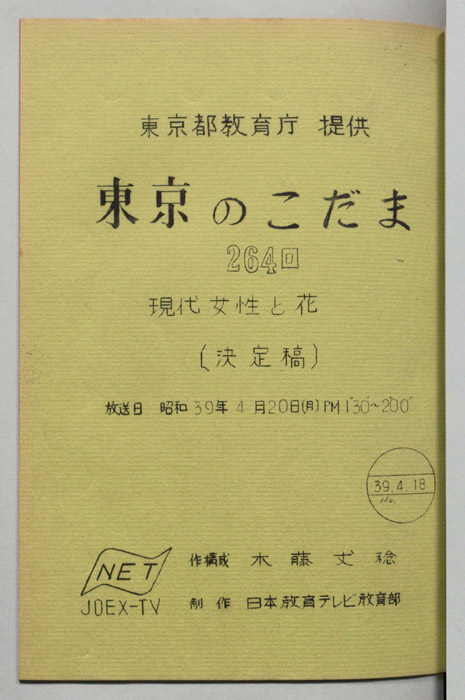 東京都教育庁 提供
東京のこだま
264回
現代女性と花
〔決定稿〕
放送日 昭和39年4月20日(月)PM1°30'~2°00'
39.4.18
No.
NET
JOEX-TV
作構成 木藤丈稔
制作 日本教育テレビ教育部